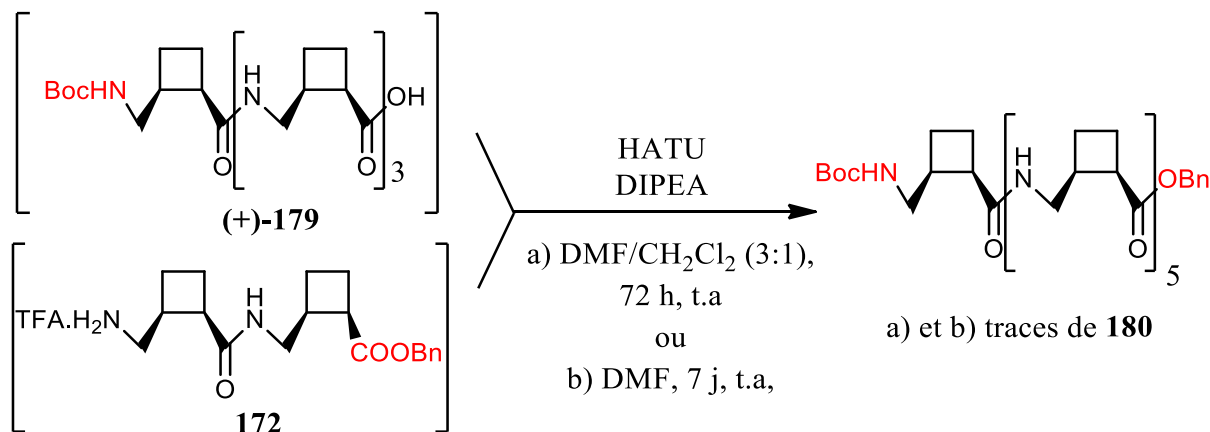 BocHN
H
N
OH
O
O
3
(+)-179
TFA.H₂N
H
N
O
COOBn
172
HATU
DIPEA
a) DMF/CH₂Cl₂ (3:1),
72 h, t.a
ou
b) DMF, 7 j, t.a,
BocHN
H
N
OBn
O
O
5
a) et b) traces de 180